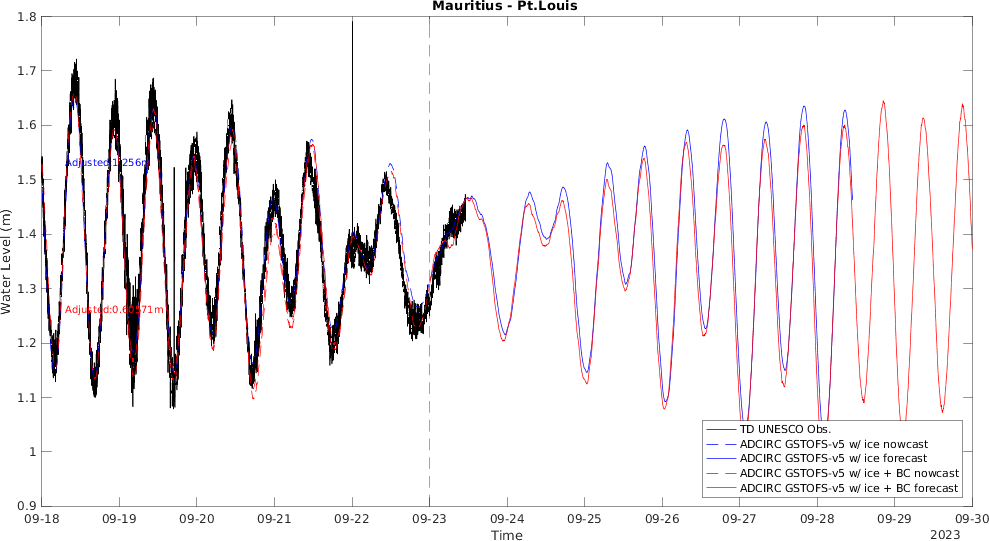 Mauritius - Pt.Louis
1.8
1.7
1.6
1.5
1.4
1.3
1.2
1.1
1
0.9
Water Level (m)
Adjusted:1.256m
Adjusted:0.60571m
TD UNESCO Obs.
ADCIRC GSTOFS-v5 w/ ice nowcast
ADCIRC GSTOFS-v5 w/ ice forecast
ADCIRC GSTOFS-v5 w/ ice + BC nowcast
ADCIRC GSTOFS-v5 w/ ice + BC forecast
09-18 09-19 09-20 09-21 09-22 09-23 09-24 09-25 09-26 09-27 09-28 09-29 09-30
Time
2023